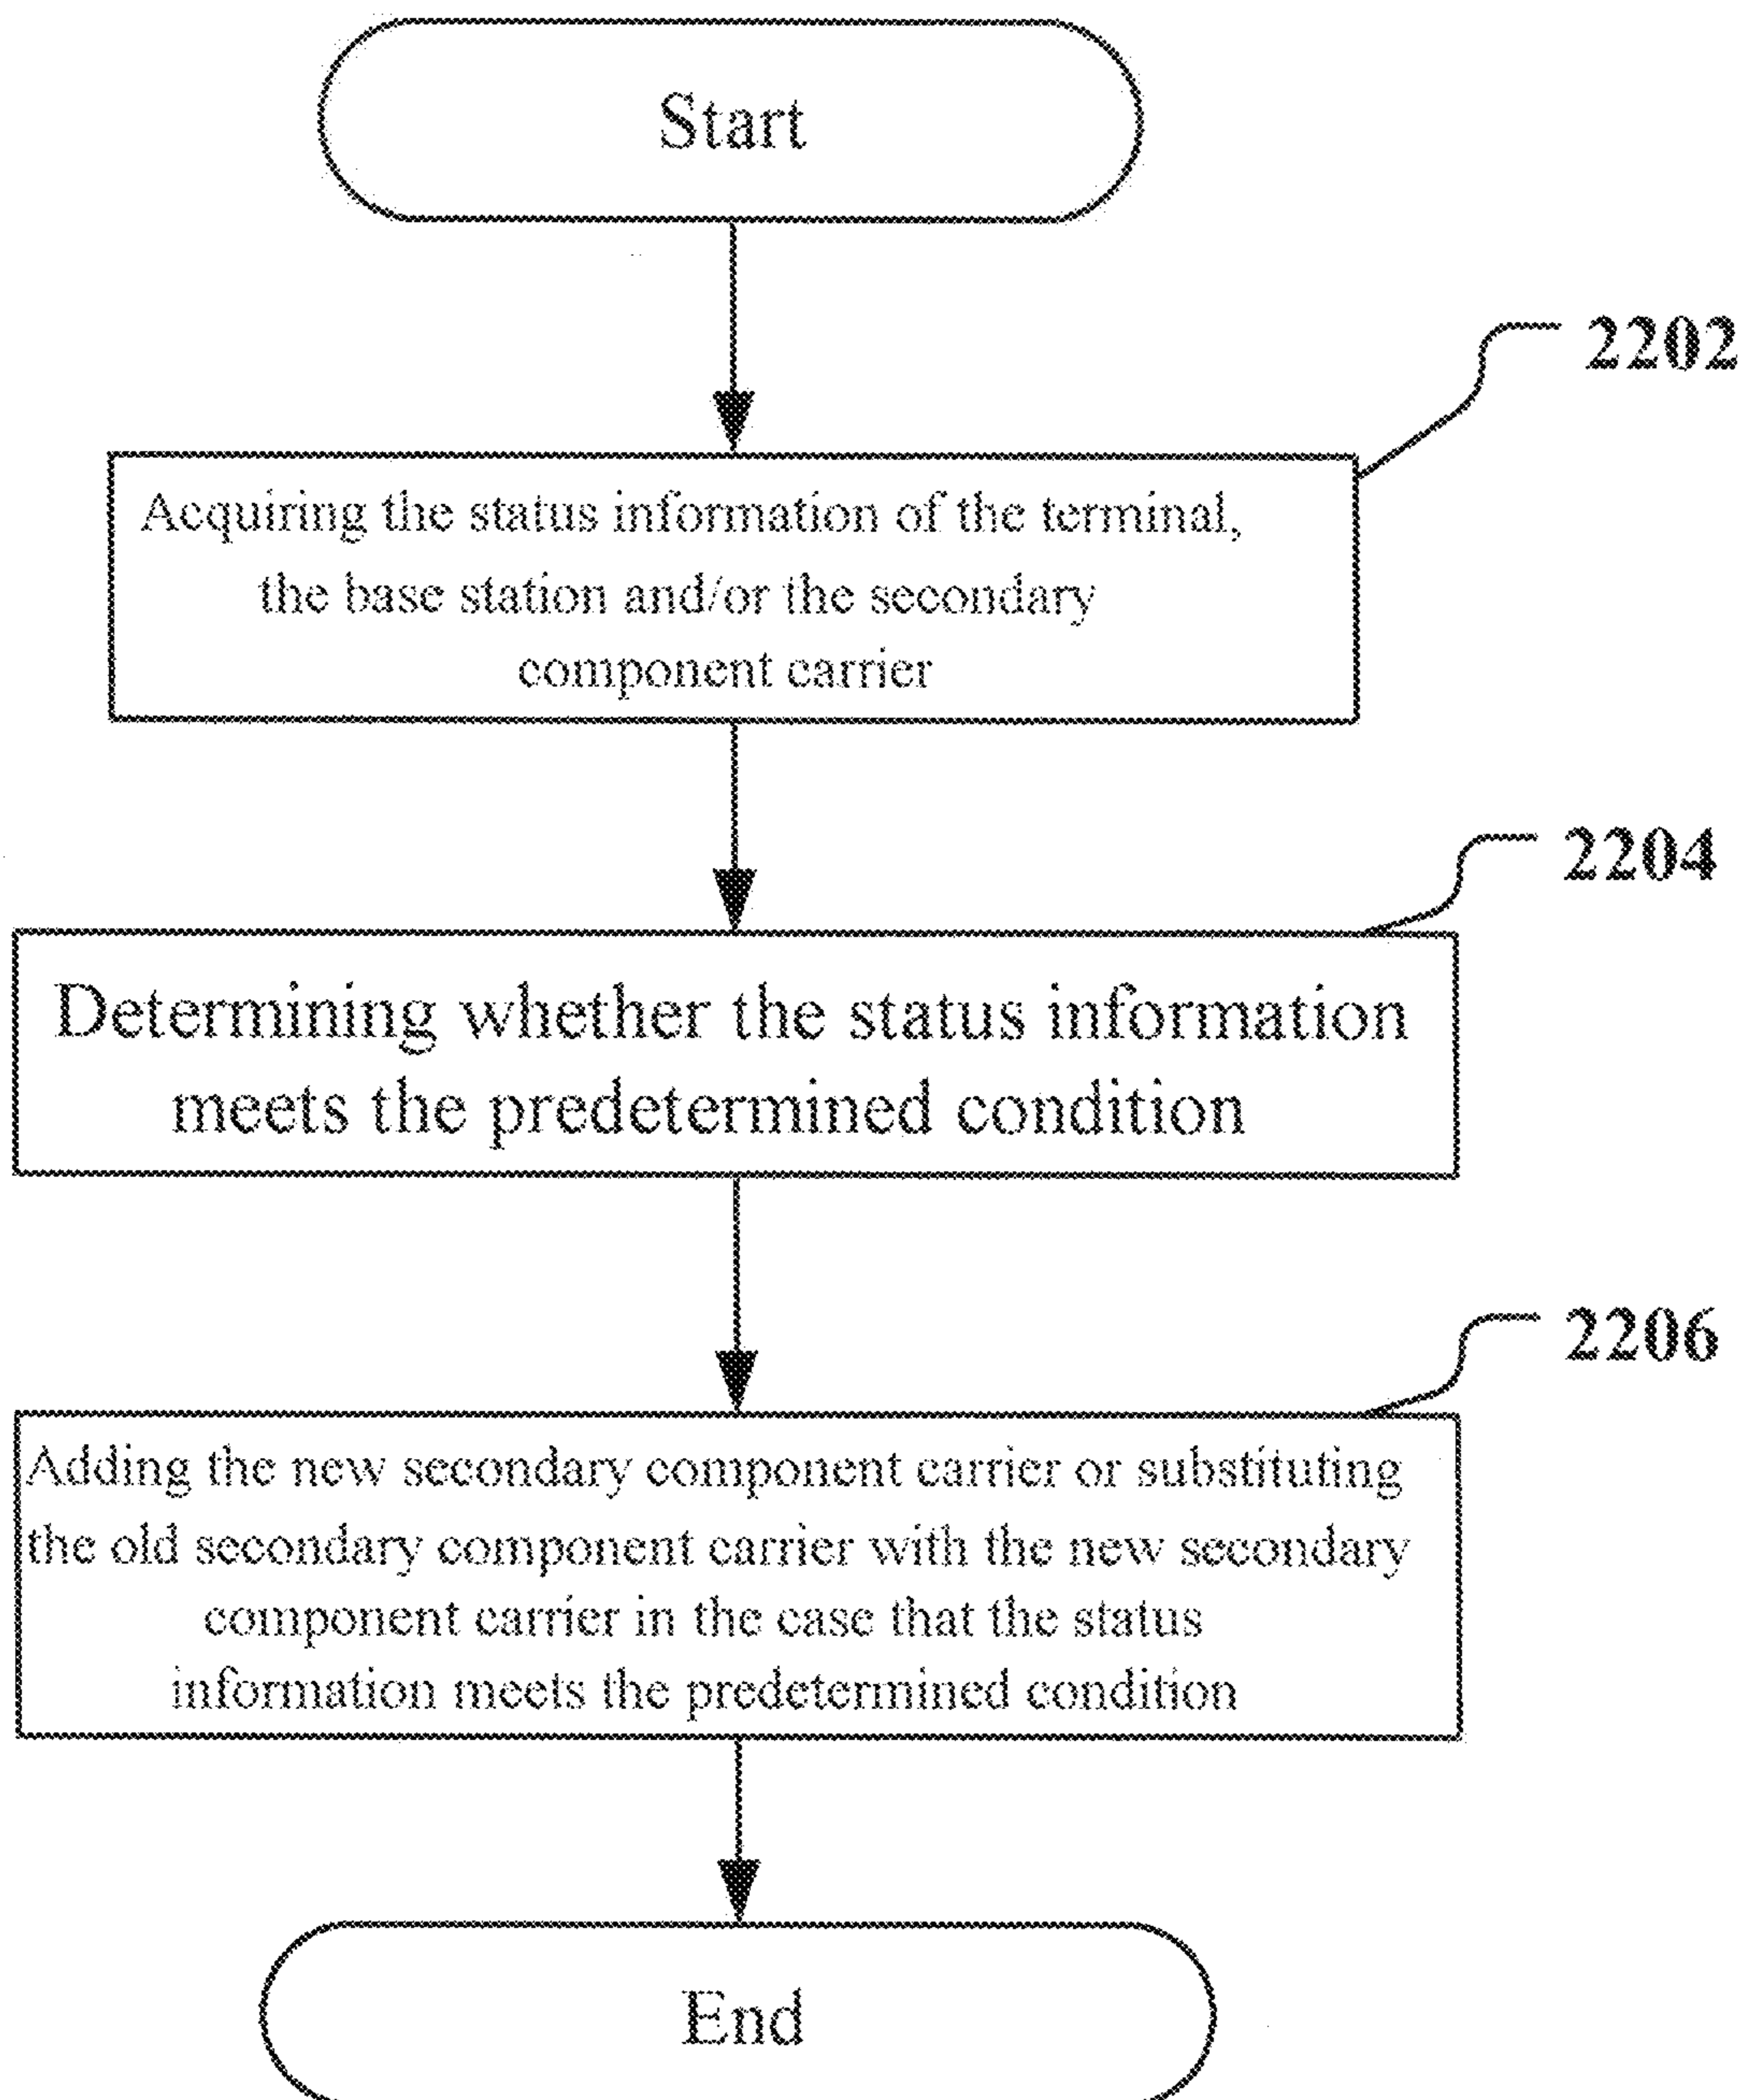 Start
2202
Acquiring the status information of the terminal,
the base station and/or the secondary
component carrier
2204
Determining whether the status information
meets the predetermined condition
2206
Adding the new secondary component carrier or substituting
the old secondary component carrier with the new secondary
component carrier in the case that the status
information meets the predetermined condition
End